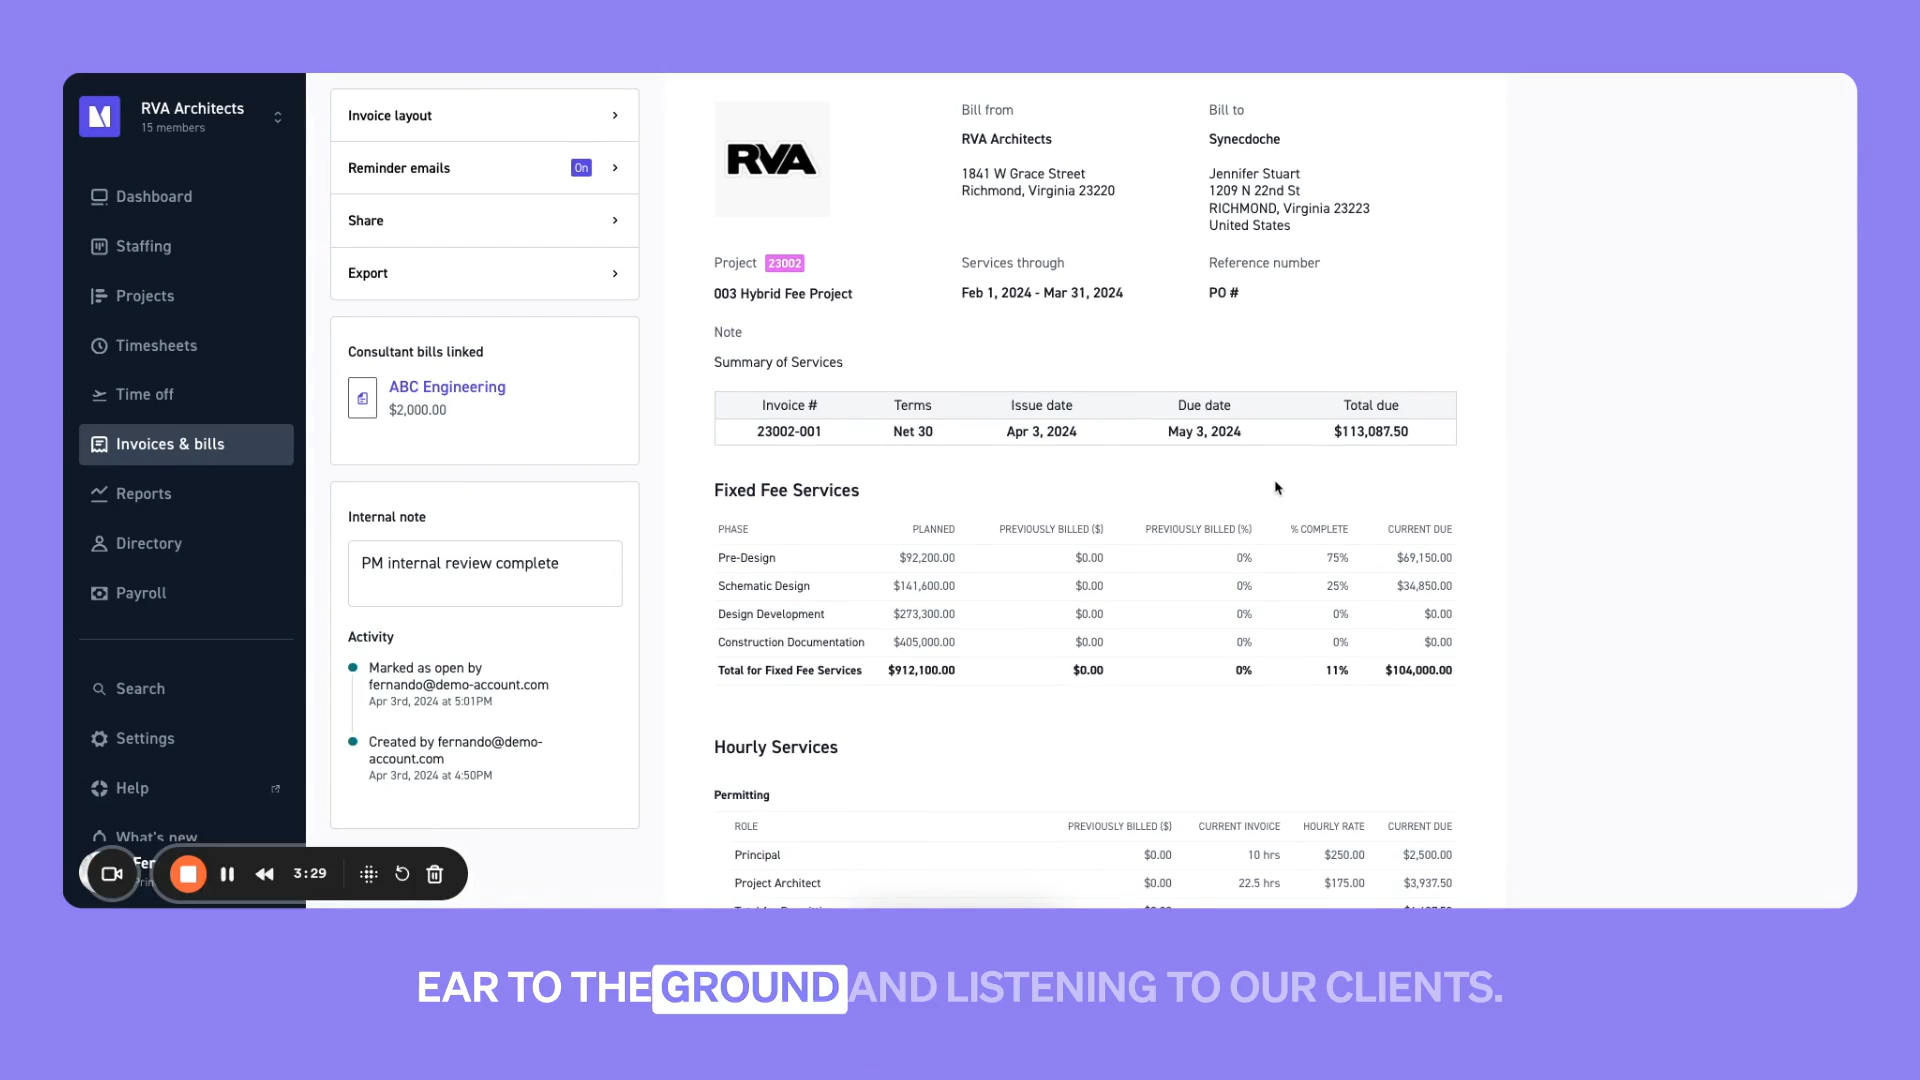 RVA Architects
15 members
Dashboard
Staffing
Projects
Timesheets
Time off
Invoices & bills
Reports
Directory
Payroll
Search
Settings
Help
What's new
Fer
3:29
Invoice layout
Reminder emails On
Share
Export
Consultant bills linked
ABC Engineering
$2,000.00
Internal note
PM internal review complete
Activity
Marked as open by
fernando@demo-account.com
Apr 3rd, 2024 at 5:01PM
Created by fernando@demo-
account.com
Apr 3rd, 2024 at 4:50PM
RVA
Bill from
RVA Architects
1841 W Grace Street
Richmond, Virginia 23220
Bill to
Synecdoche
Jennifer Stuart
1209 N 22nd St
RICHMOND, Virginia 23223
United States
Project 23002
003 Hybrid Fee Project
Services through
Feb 1, 2024 - Mar 31, 2024
Reference number
PO #
Note
Summary of Services
Invoice # Terms Issue date Due date Total due
23002-001 Net 30 Apr 3, 2024 May 3, 2024 $113,087.50
Fixed Fee Services
PHASE PLANNED PREVIOUSLY BILLED ($) PREVIOUSLY BILLED (%) % COMPLETE CURRENT DUE
Pre-Design $92,200.00 $0.00 0% 75% $69,150.00
Schematic Design $141,600.00 $0.00 0% 25% $34,850.00
Design Development $273,300.00 $0.00 0% 0% $0.00
Construction Documentation $405,000.00 $0.00 0% 0% $0.00
Total for Fixed Fee Services $912,100.00 $0.00 0% 11% $104,000.00
Hourly Services
Permitting
ROLE PREVIOUSLY BILLED ($) CURRENT INVOICE HOURLY RATE CURRENT DUE
Principal $0.00 10 hrs $250.00 $2,500.00
Project Architect $0.00 22.5 hrs $175.00 $3,937.50
EAR TO THE GROUND AND LISTENING TO OUR CLIENTS.